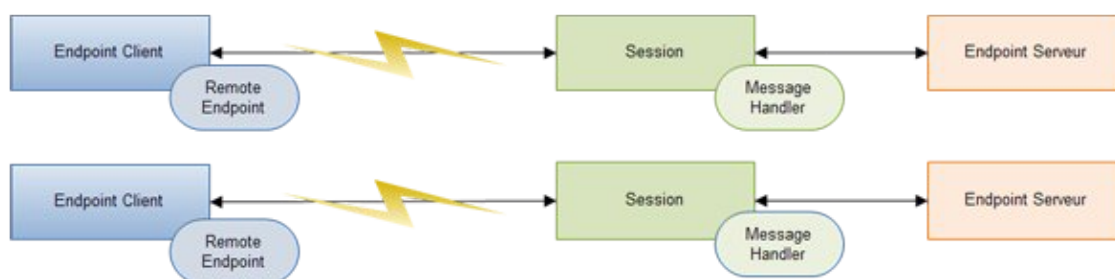 Endpoint Client
Session
Endpoint Serveur
Remote
Endpoint
Message
Handler
Endpoint Client
Session
Endpoint Serveur
Remote
Endpoint
Message
Handler